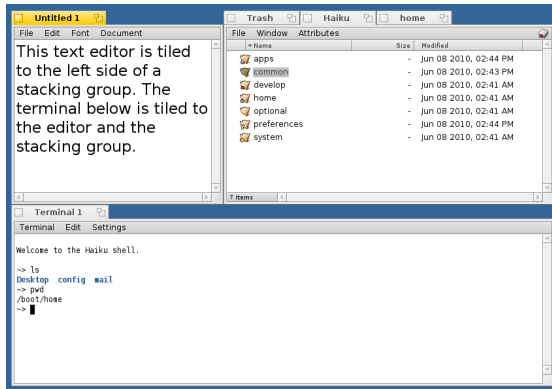 Untitled 1
File Edit Font Document
This text editor is tiled
to the left side of a
stacking group. The
terminal below is tiled to
the editor and the
stacking group.
Trash Haiku home
File Window Attributes
Name Size Modified
apps - Jun 08 2010, 02:44 PM
common - Jun 08 2010, 02:43 PM
develop - Jun 08 2010, 02:41 AM
home - Jun 08 2010, 02:41 AM
optional - Jun 08 2010, 02:41 AM
preferences - Jun 08 2010, 02:44 PM
system - Jun 08 2010, 02:41 AM
7 items
Terminal 1
Terminal Edit Settings
Welcome to the Haiku shell.
~> ls
Desktop config mail
~> pwd
/boot/home
~>